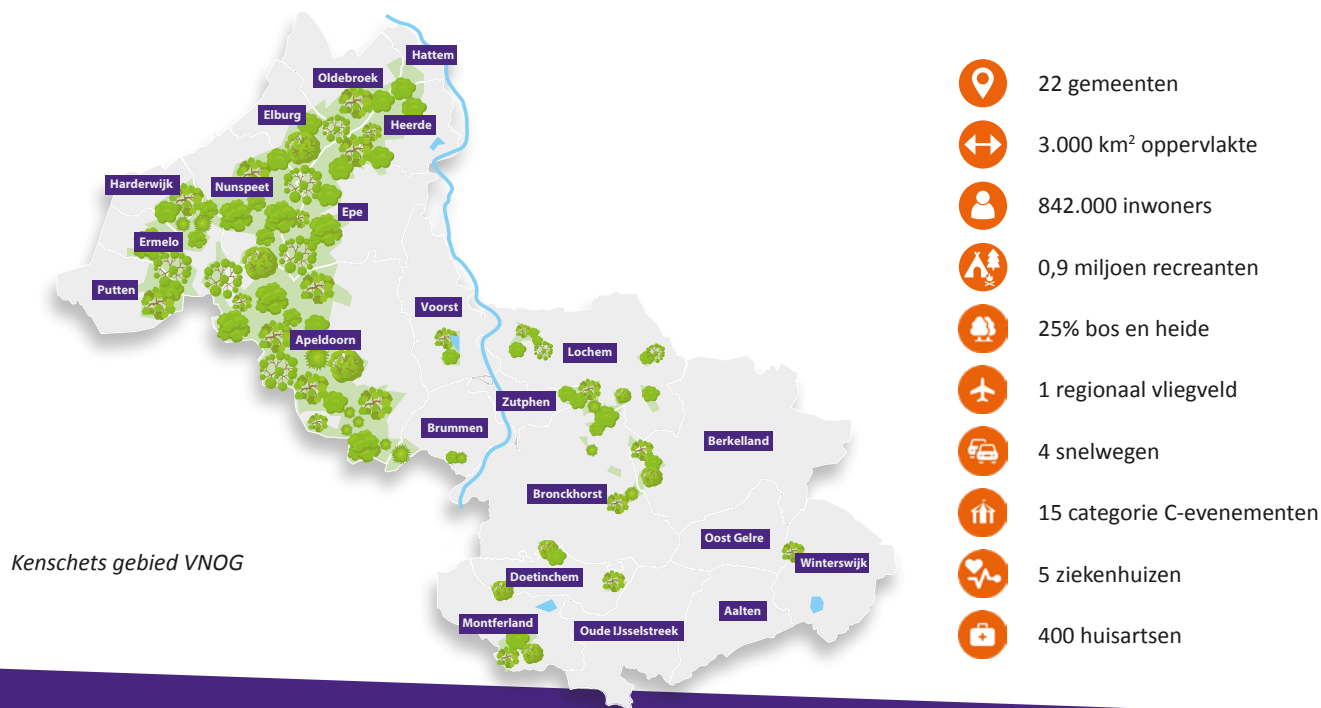 Hattem
Oldebroek
Elburg
Heerde
Harderwijk
Nunspeet
Epe
Ermelo
Putten
Voorst
Apeldoorn
Lochem
Zutphen
Brummen
Berkelland
Bronckhorst
Oost Gelre
Winterswijk
Doetinchem
Aalten
Montferland
Oude IJsselstreek
Kenschets gebied VNOG
22 gemeenten
3.000 km² oppervlakte
842.000 inwoners
0,9 miljoen recreanten
25% bos en heide
1 regionaal vliegveld
4 snelwegen
15 categorie C-evenementen
5 ziekenhuizen
400 huisartsen